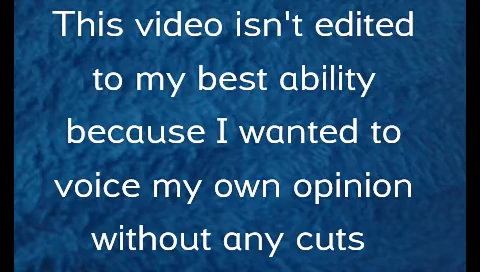 This video isn't edited
to my best ability
because I wanted to
voice my own opinion
without any cuts